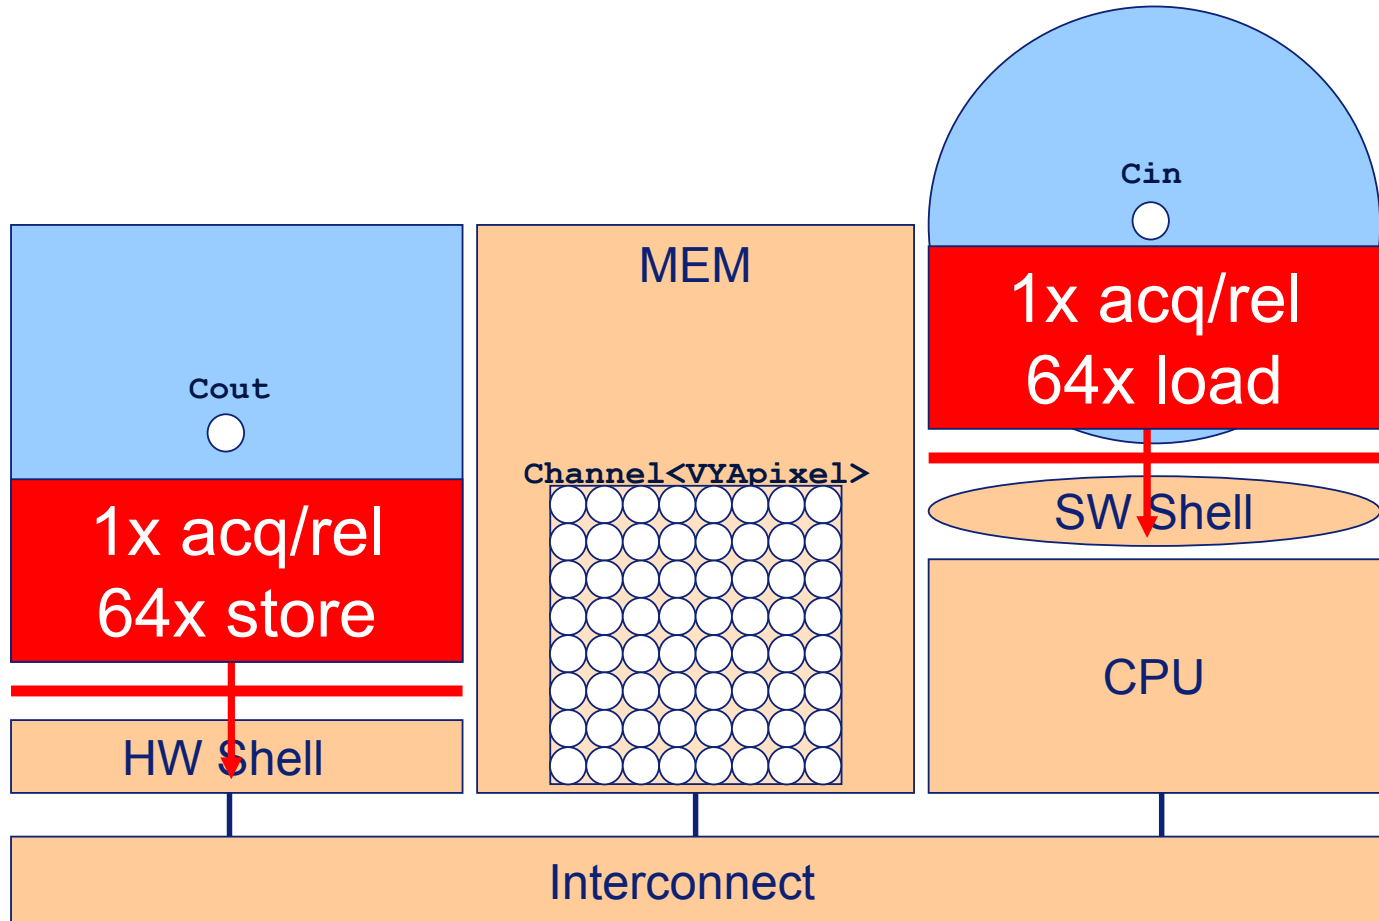 Cin
MEM
1x acq/rel
64x load
Cout
Channel<VYApixel>
1x acq/rel
64x store
SW Shell
CPU
HW Shell
Interconnect